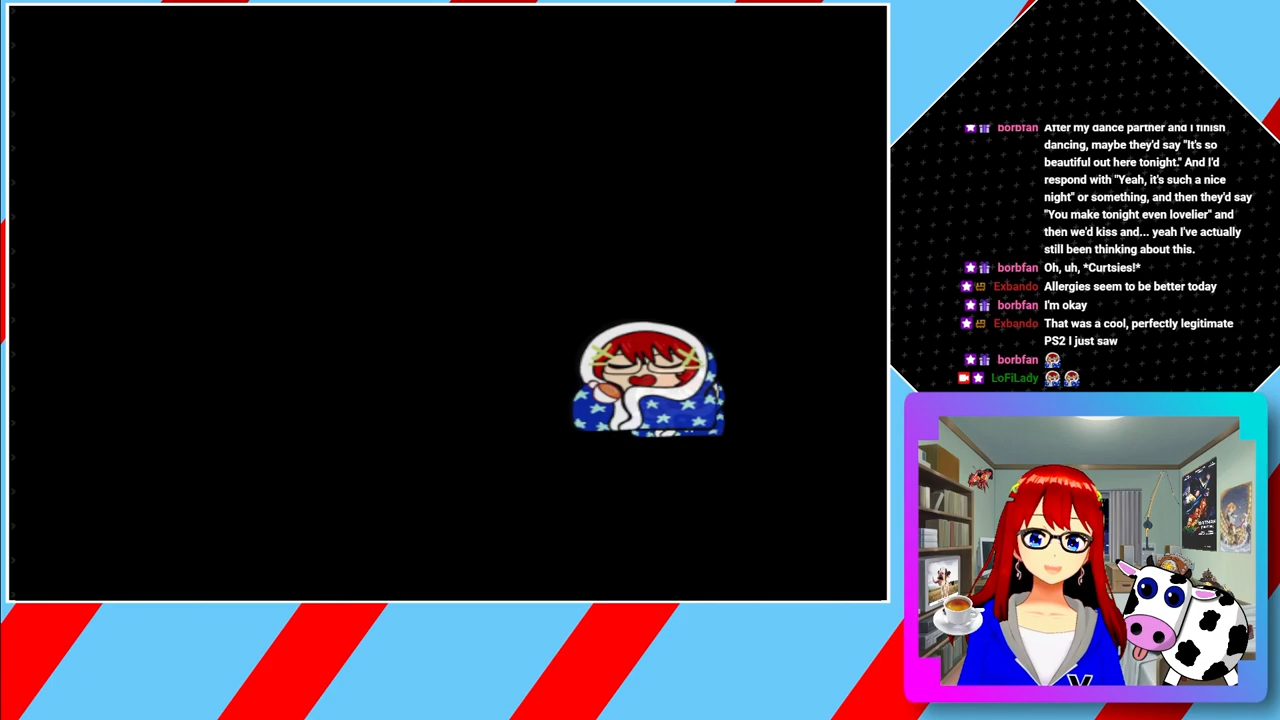 borbfan After my dance partner and I finish
dancing, maybe they'd say "It's so
beautiful out here tonight." And I'd
respond with "Yeah, it's such a nice
night" or something, and then they'd say
"You make tonight even lovelier" and
then we'd kiss and... yeah I've actually
still been thinking about this.
borbfan Oh, uh, *Curtsies!*
Exbando Allergies seem to be better today
borbfan I'm okay
Exbando That was a cool, perfectly legitimate
PS2 I just saw
borbfan
LoFiLady